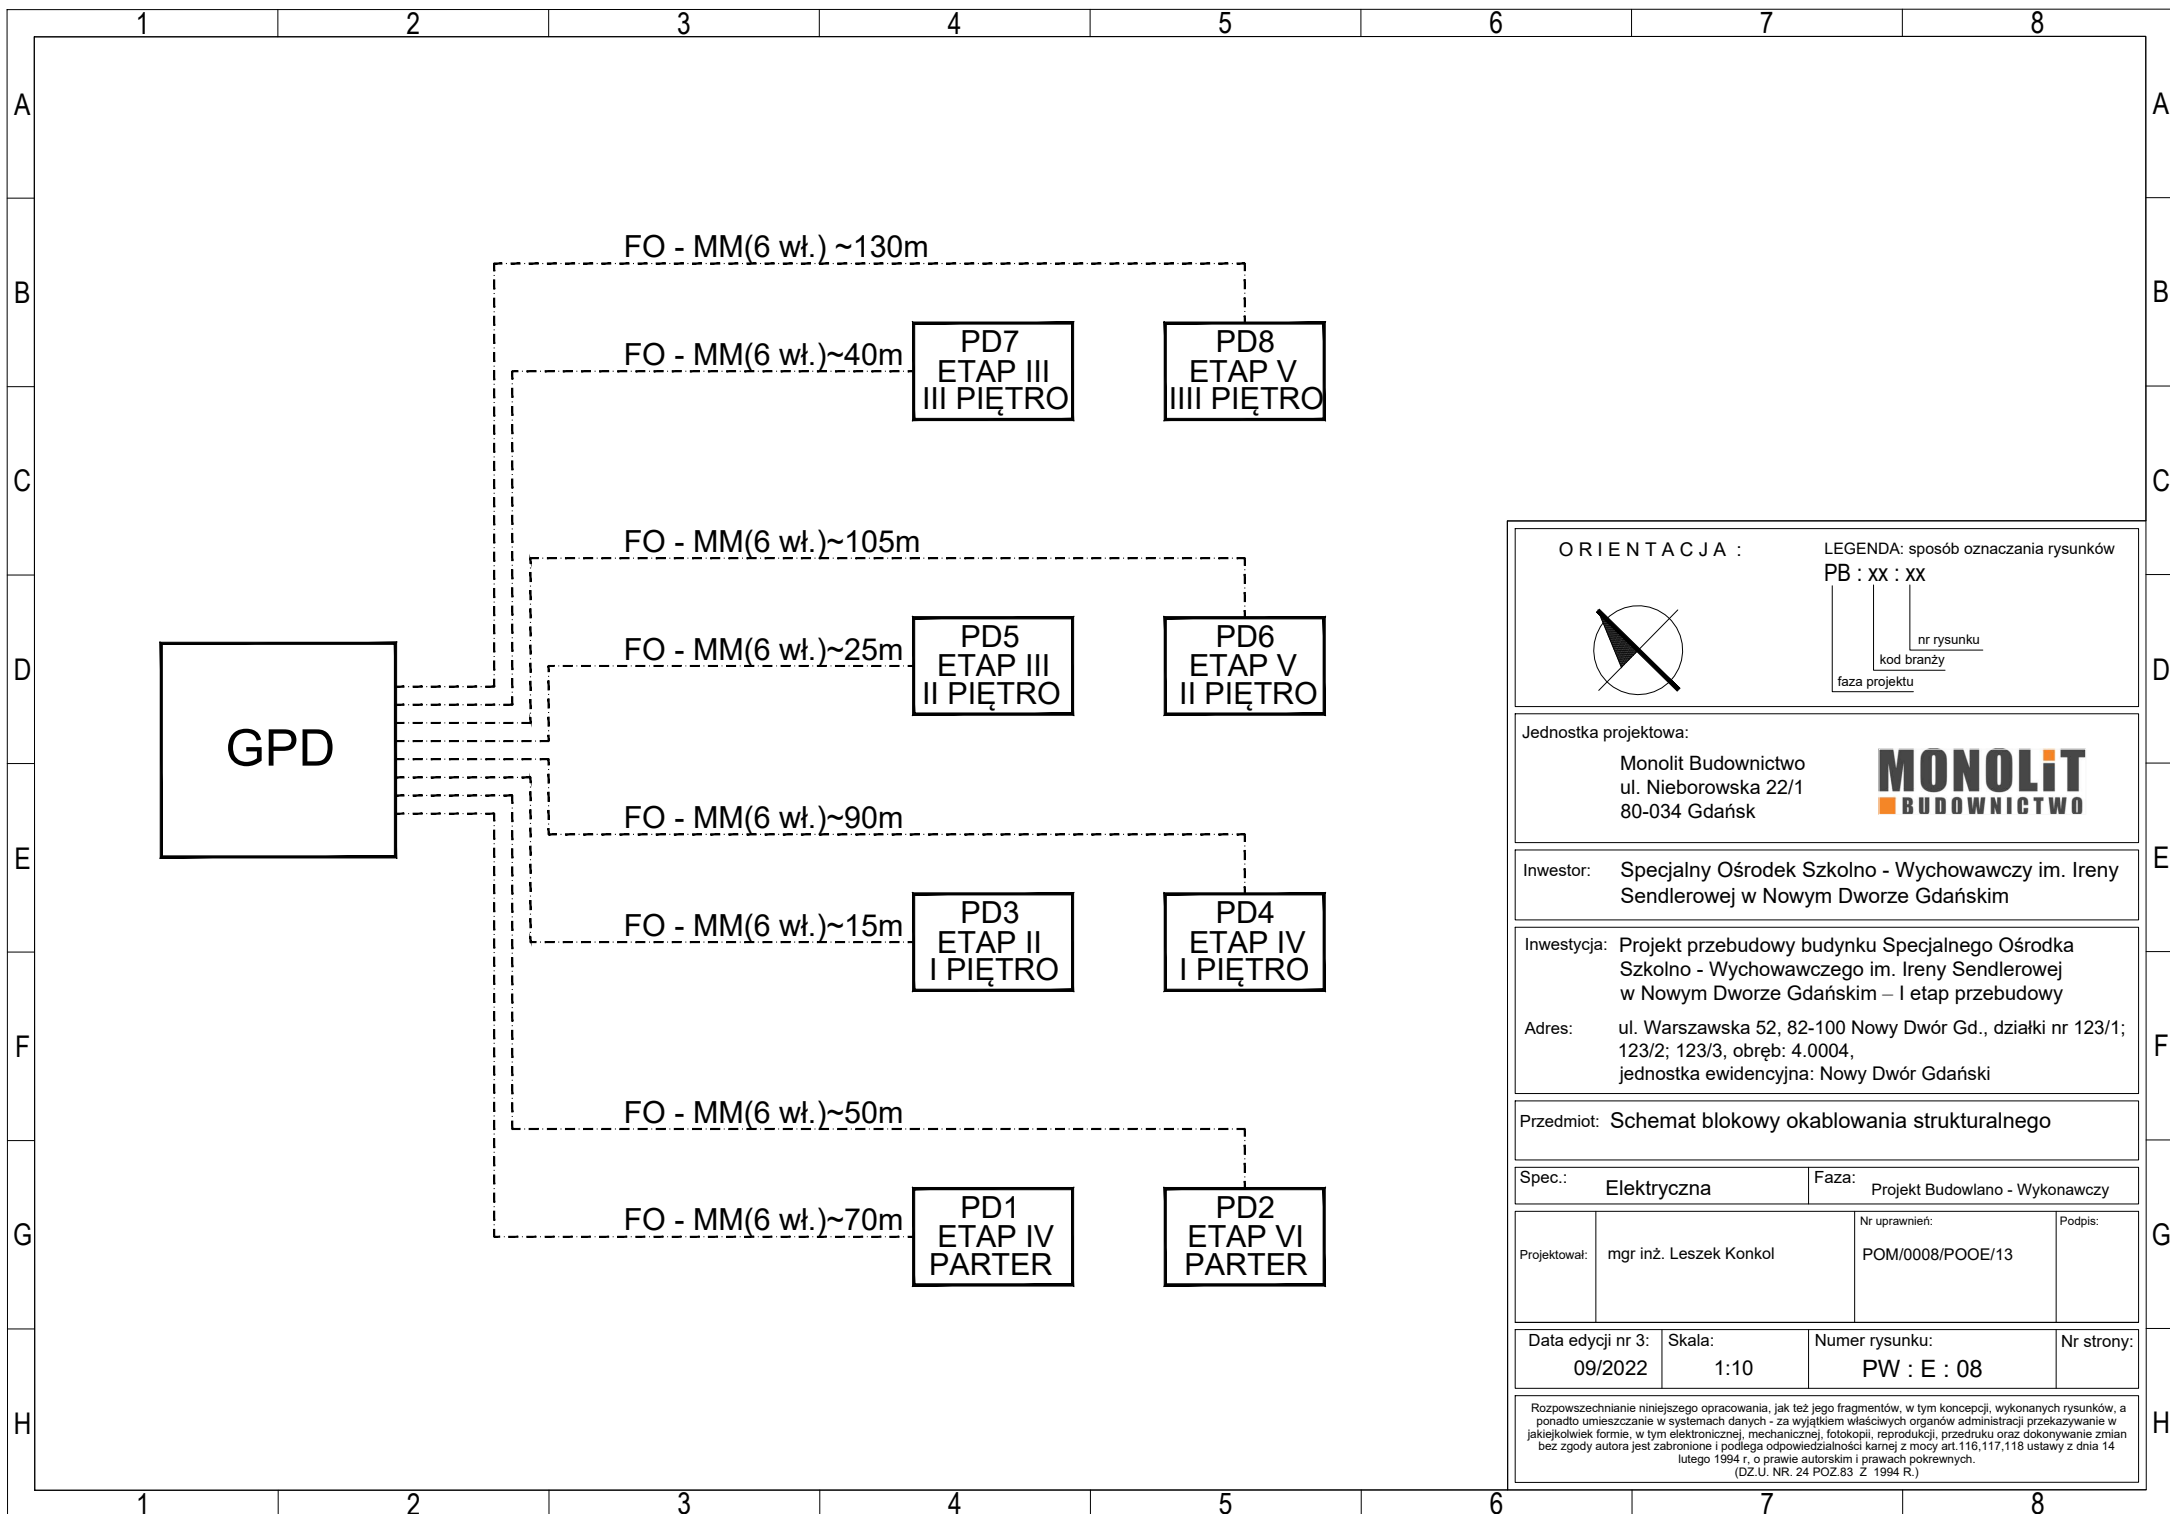 1 2 3 4 5 6 7 8
A A
B B
C C
D D
E E
F F
G G
H H
FO - MM(6 wł.) ~130m
FO - MM(6 wł.)~40m
PD7
ETAP III
III PIĘTRO
PD8
ETAP V
IIII PIĘTRO
FO - MM(6 wł.)~105m
FO - MM(6 wł.)~25m
PD5
ETAP III
II PIĘTRO
PD6
ETAP V
II PIĘTRO
GPD
FO - MM(6 wł.)~90m
FO - MM(6 wł.)~15m
PD3
ETAP II
I PIĘTRO
PD4
ETAP IV
I PIĘTRO
FO - MM(6 wł.)~50m
FO - MM(6 wł.)~70m
PD1
ETAP IV
PARTER
PD2
ETAP VI
PARTER
ORIENTACJA :
LEGENDA: sposób oznaczania rysunków
PB : xx : xx
nr rysunku
kod branży
faza projektu
Jednostka projektowa:
Monolit Budownictwo
ul. Nieborowska 22/1
80-034 Gdańsk
MONOLiT
BUDOWNICTWO
Inwestor: Specjalny Ośrodek Szkolno - Wychowawczy im. Ireny
Sendlerowej w Nowym Dworze Gdańskim
Inwestycja: Projekt przebudowy budynku Specjalnego Ośrodka
Szkolno - Wychowawczego im. Ireny Sendlerowej
w Nowym Dworze Gdańskim – I etap przebudowy
Adres: ul. Warszawska 52, 82-100 Nowy Dwór Gd., działki nr 123/1;
123/2; 123/3, obręb: 4.0004,
jednostka ewidencyjna: Nowy Dwór Gdański
Przedmiot: Schemat blokowy okablowania strukturalnego
Spec.: Elektryczna
Faza: Projekt Budowlano - Wykonawczy
Projektował: mgr inż. Leszek Konkol
Nr uprawnień:
POM/0008/POOE/13
Podpis:
Data edycji nr 3:
09/2022
Skala:
1:10
Numer rysunku:
PW : E : 08
Nr strony:
Rozpowszechnianie niniejszego opracowania, jak też jego fragmentów, w tym koncepcji, wykonanych rysunków, a
ponadto umieszczanie w systemach danych - za wyjątkiem właściwych organów administracji przekazywanie w
jakiejkolwiek formie, w tym elektronicznej, mechanicznej, fotokopii, reprodukcji, przedruku oraz dokonywanie zmian
bez zgody autora jest zabronione i podlega odpowiedzialności karnej z mocy art.116,117,118 ustawy z dnia 14
lutego 1994 r, o prawie autorskim i prawach pokrewnych.
(DZ.U. NR. 24 POZ.83 Z 1994 R.)
1 2 3 4 5 6 7 8